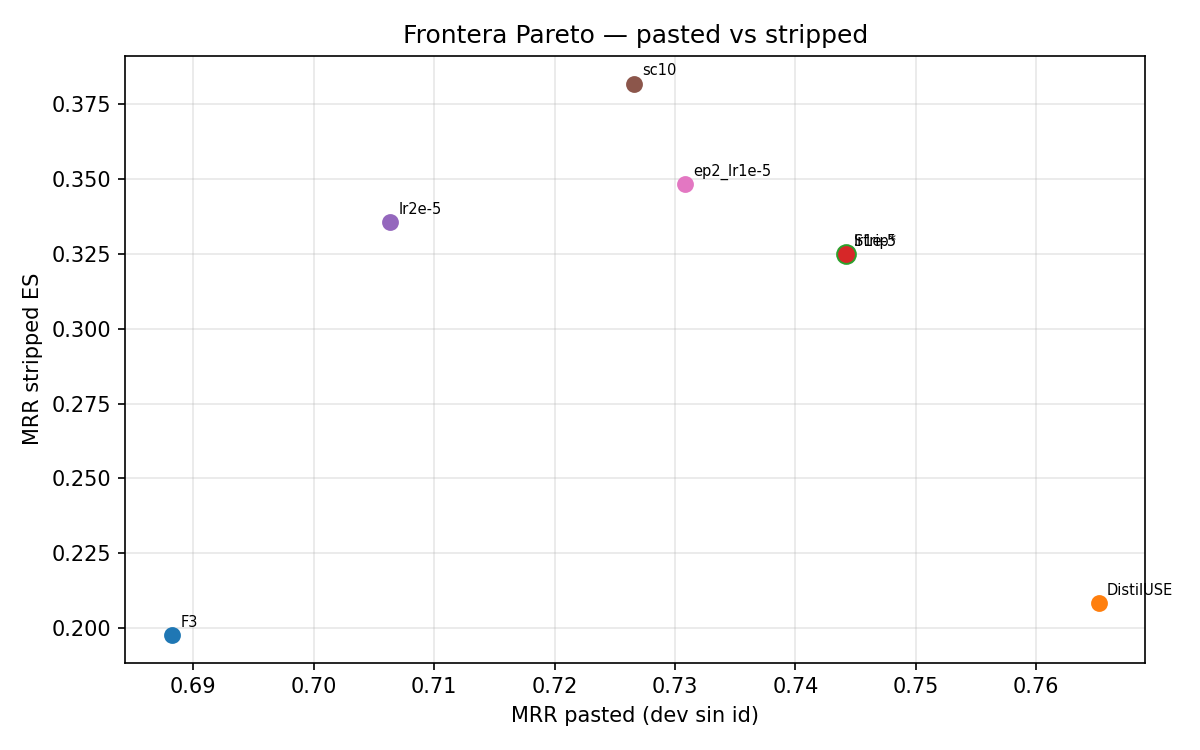 Frontera Pareto — pasted vs stripped
sc10
0.375
ep2_lr1e-5
0.350
lr2e-5
0.325
0.300
MRR stripped ES
0.275
0.250
0.225
DistilUSE
F3
0.200
0.69 0.70 0.71 0.72 0.73 0.74 0.75 0.76
MRR pasted (dev sin id)